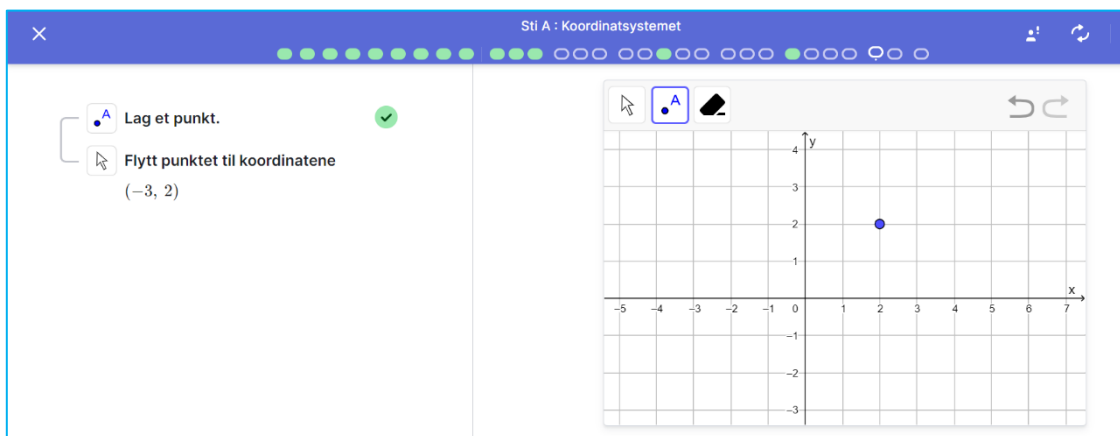 Sti A : Koordinatsystemet
A Lag et punkt.
Flytt punktet til koordinatene
(−3, 2)
A
y
4
3
2
1
x
−5 −4 −3 −2 −1 0 1 2 3 4 5 6 7
−1
−2
−3